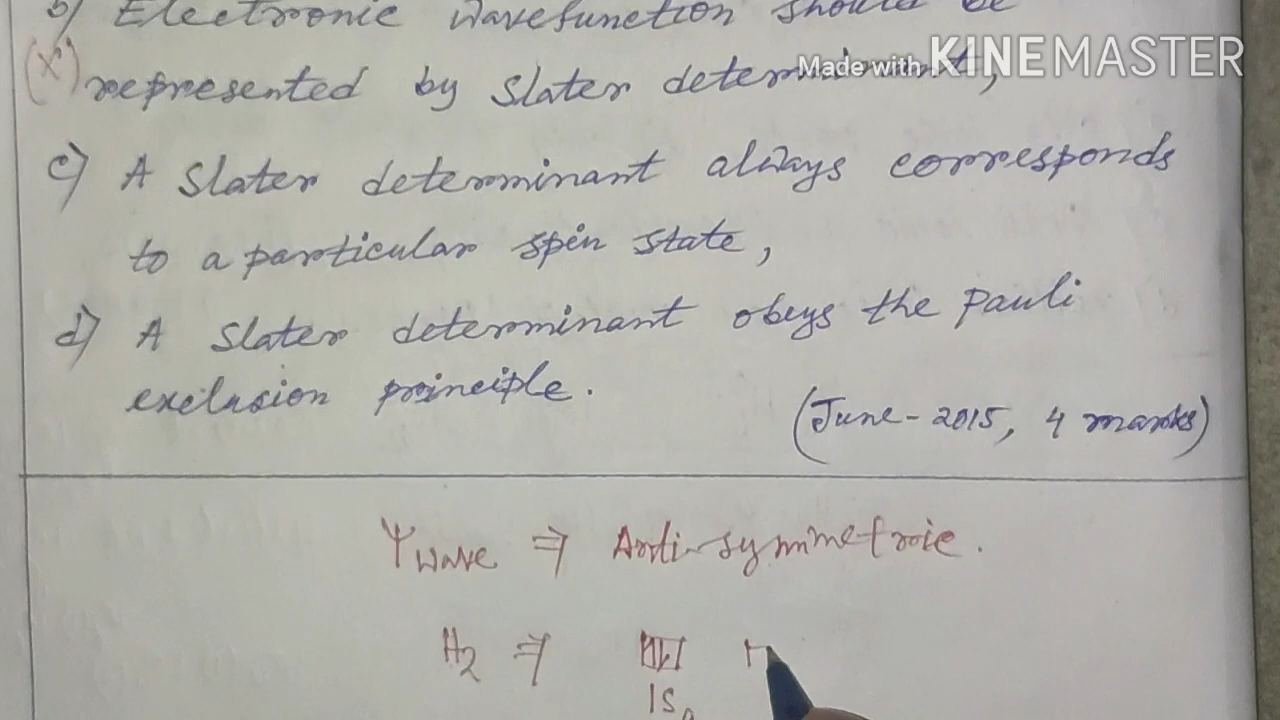 b) Electronic wavefunction should be
Made with KINEMASTER
(X) represented by Slater determinant,
c) A Slater determinant always corresponds
to a particular spin state,
d) A Slater determinant obeys the Pauli
exclusion principle.
(June-2015, 4 marks)
Ψwave ⇒ Anti-symmetric.
H2 ⇒
1s